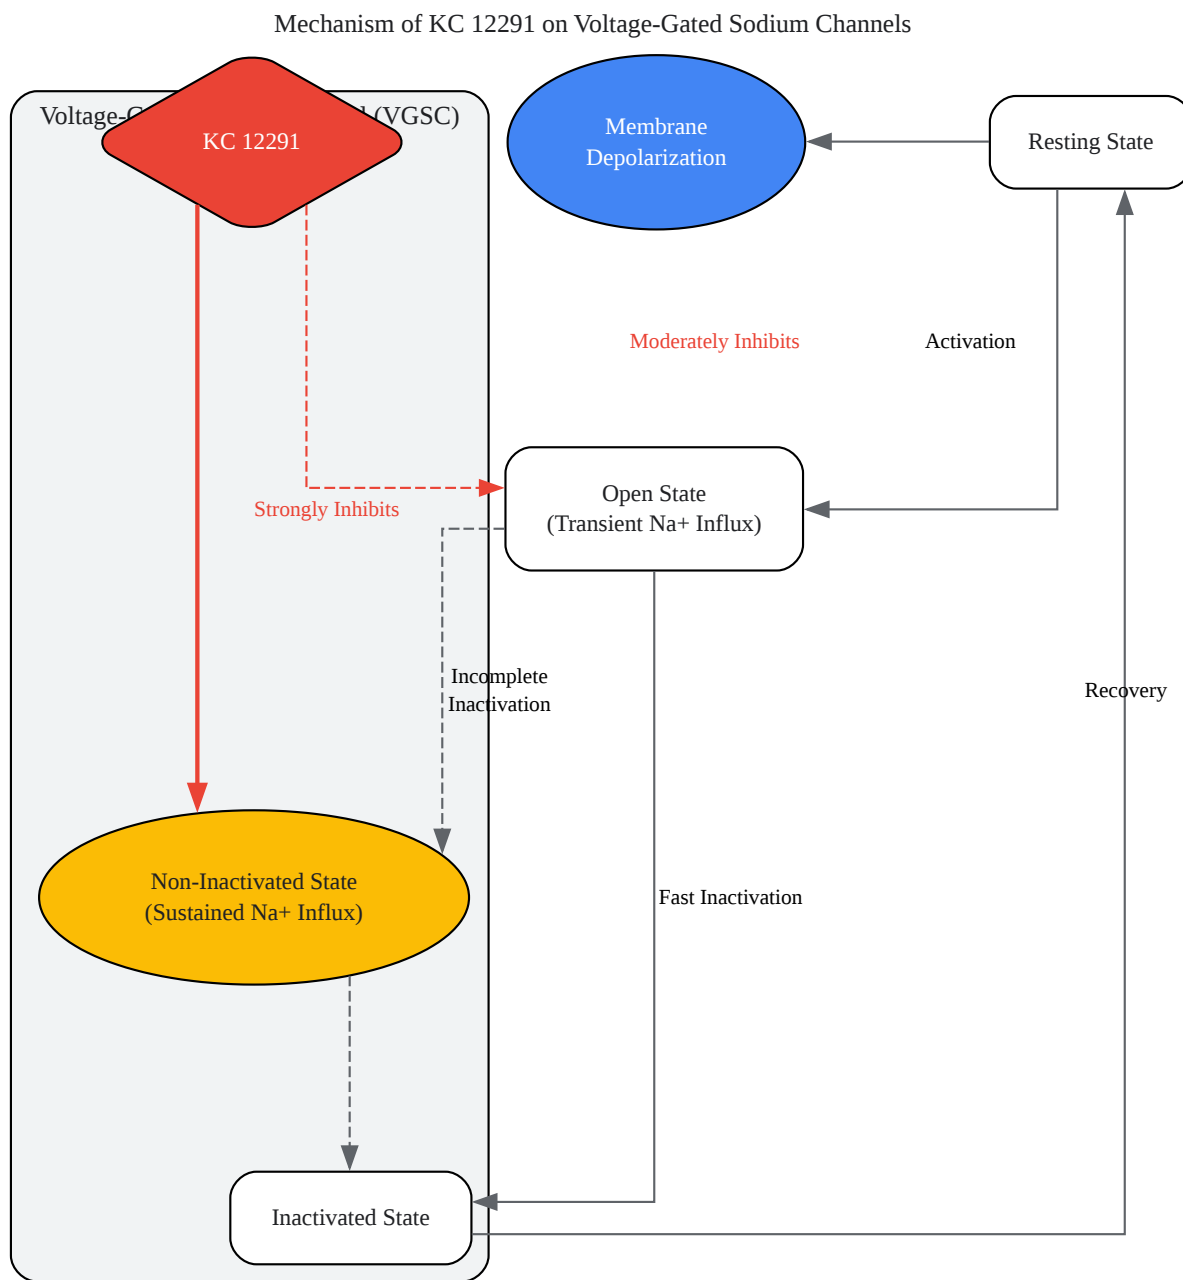 Mechanism of KC 12291 on Voltage-Gated Sodium Channels
(VGSC)
KC 12291
Membrane
Depolarization
Resting State
Moderately Inhibits
Activation
Open State
(Transient Na+ Influx)
Strongly Inhibits
Incomplete
Inactivation
Recovery
Non-Inactivated State
(Sustained Na+ Influx)
Fast Inactivation
Inactivated State